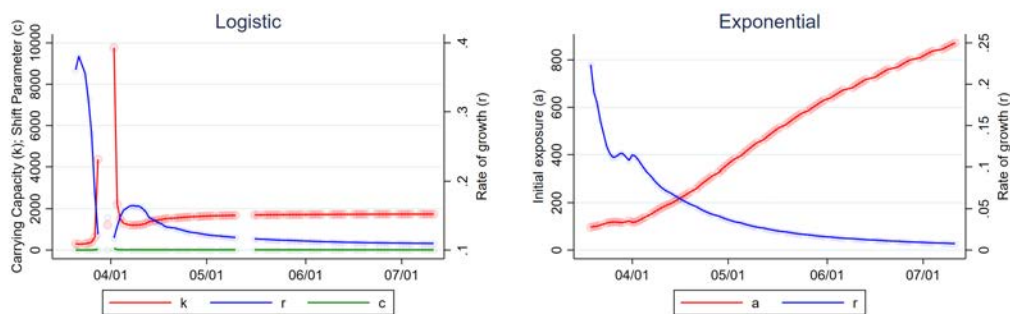 Logistic
Carrying Capacity (k); Shift Parameter (c)
0
2000
4000
6000
8000
10000
.1
.2
.3
.4
Rate of growth (r)
04/01
05/01
06/01
07/01
k
r
c
Exponential
Initial exposure (a)
0
200
400
600
800
0
.05
.1
.15
.2
.25
Rate of growth (r)
04/01
05/01
06/01
07/01
a
r